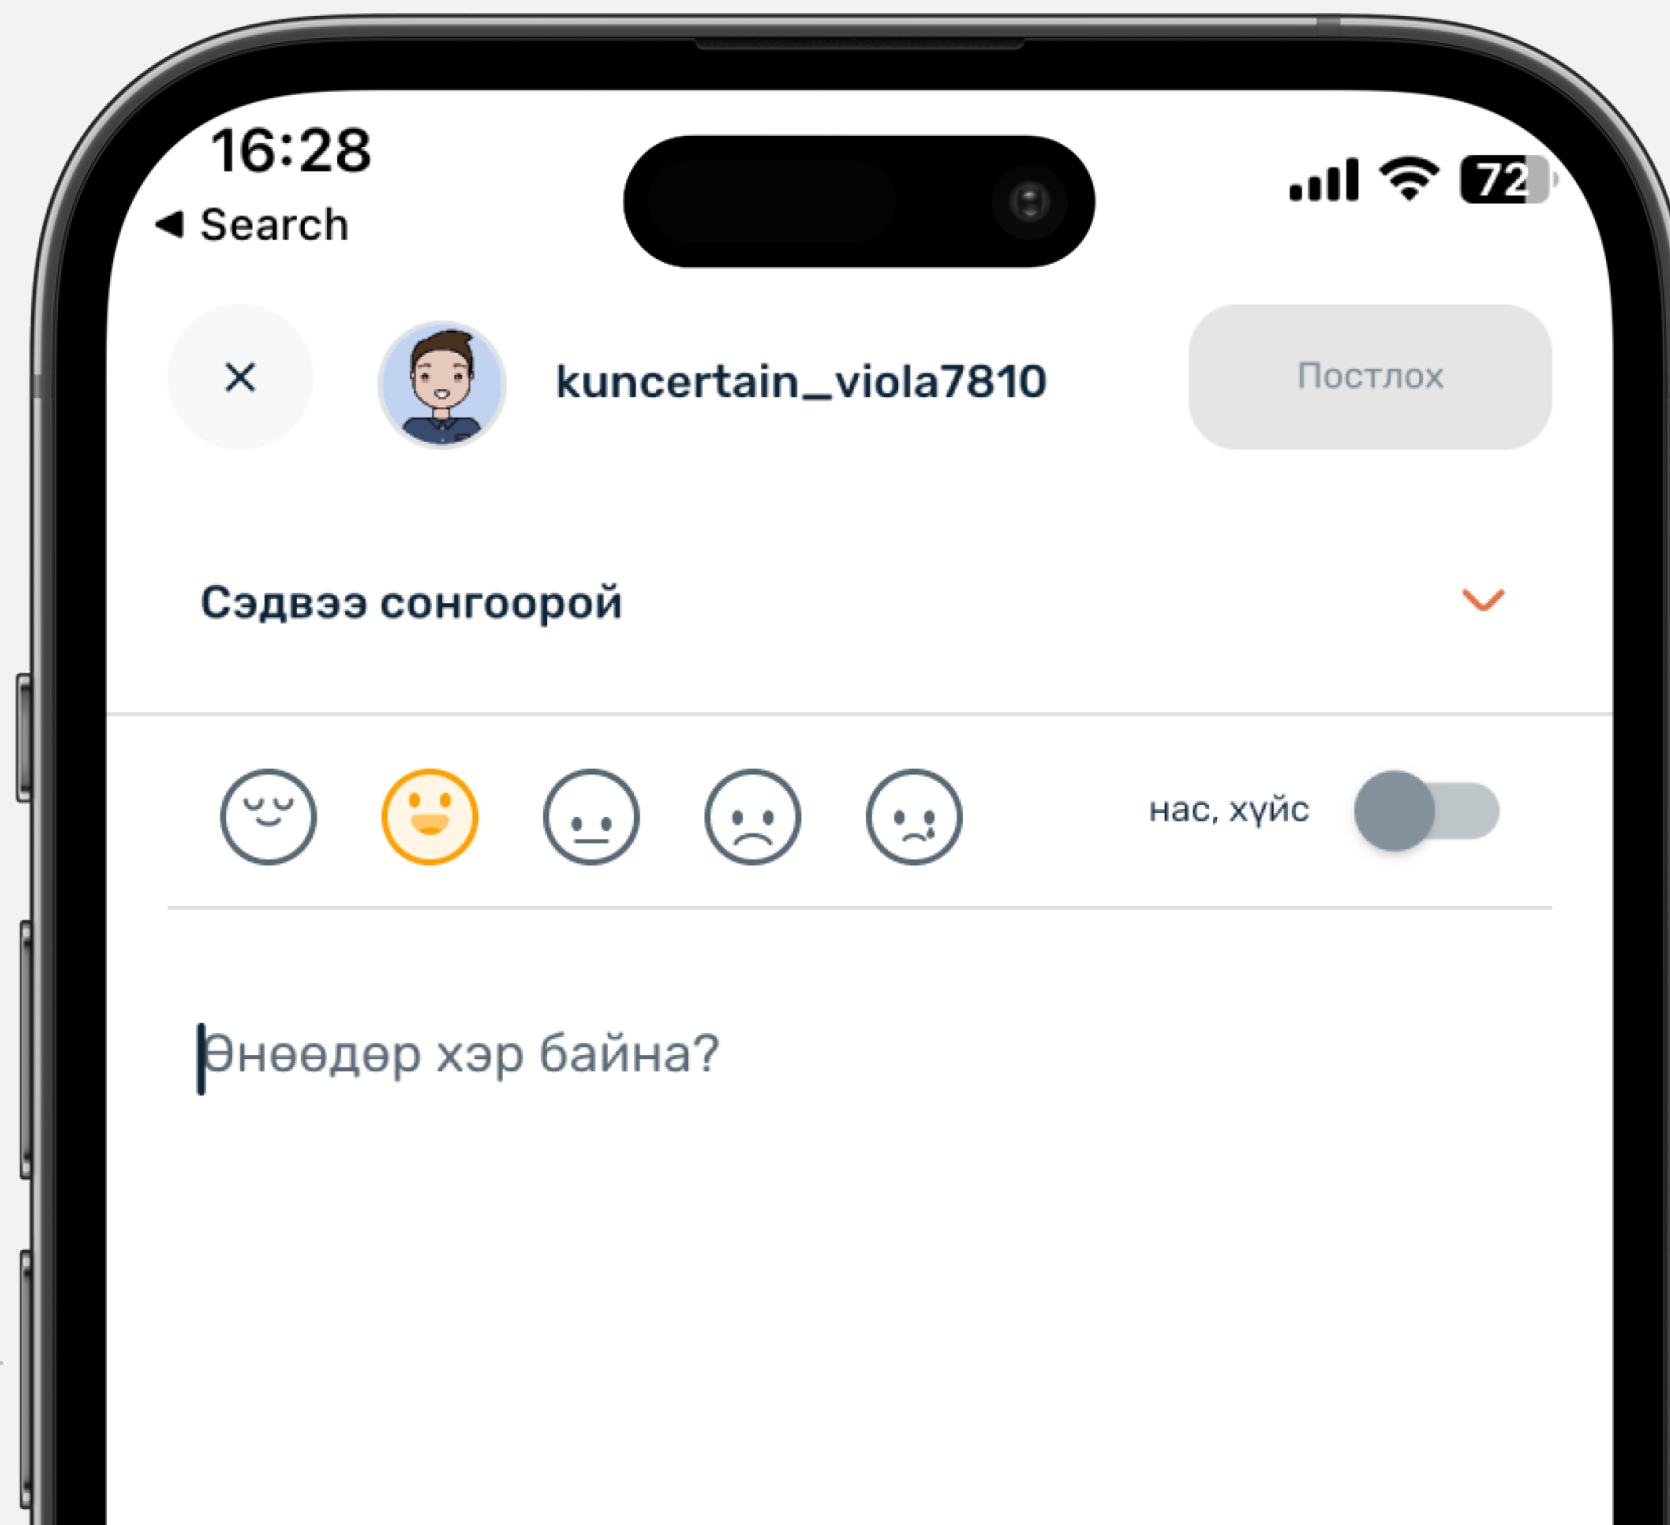 16:28
◀ Search
72
kuncertain_viola7810
Постлох
Сэдвээ сонгоорой
нас, хүйс
Өнөөдөр хэр байна?